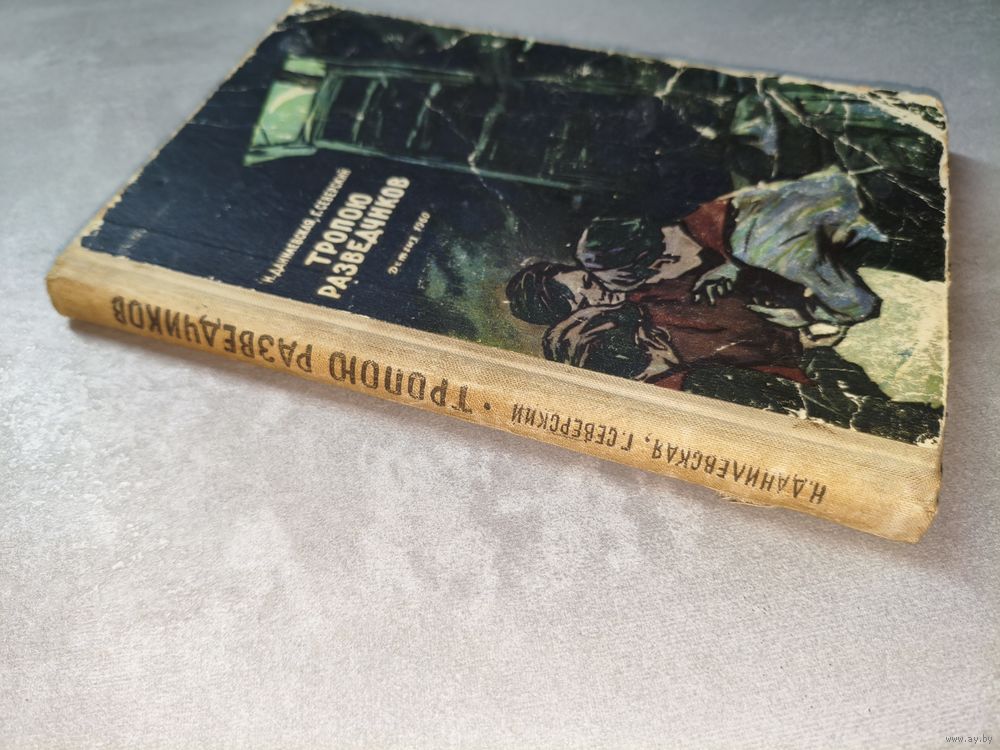 Н. ДАНИЛЕВСКАЯ, Г. СЕВЕРСКИЙ
ТРОПОЮ
РАЗВЕДЧИКОВ
Детгиз 1960
Н. ДАНИЛЕВСКАЯ, Г. СЕВЕРСКИЙ • ТРОПОЮ РАЗВЕДЧИКОВ
www.ay.by